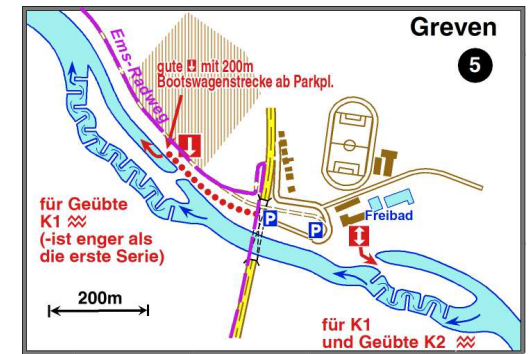 Greven
5
Ems-Radweg
gute mit 200m
Bootswagenstrecke ab Parkpl.
für Geübte
K1
(-ist enger als
die erste Serie)
P
P
Freibad
200m
für K1
und Geübte K2